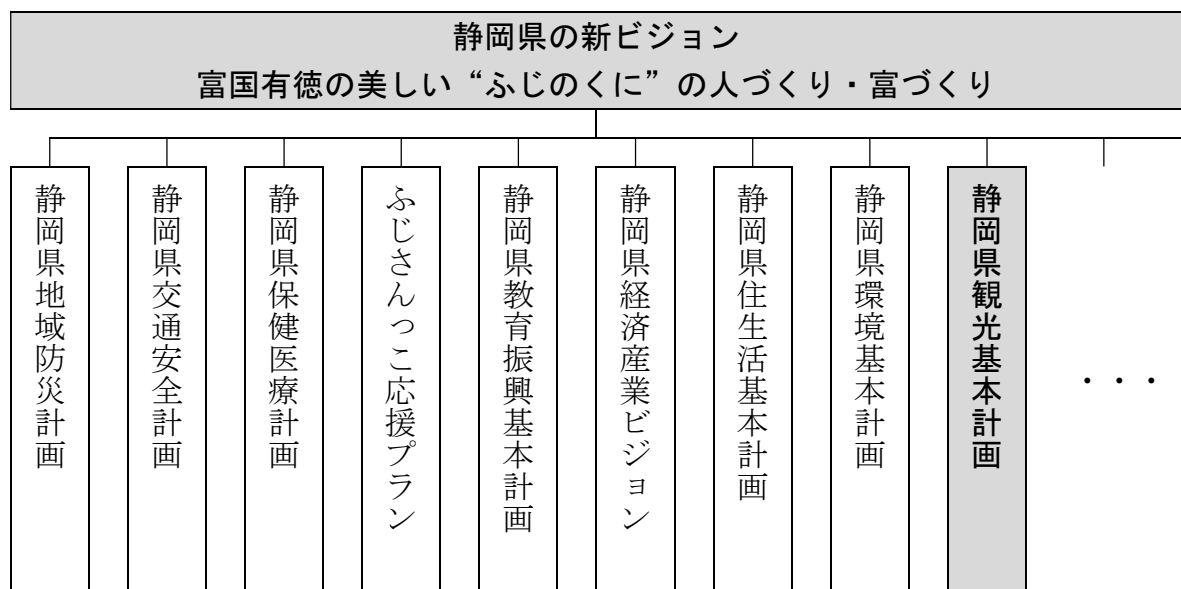 静岡県の新ビジョン
富国有徳の美しい“ふじのくに”の人づくり・富づくり
静岡県地域防災計画
静岡県交通安全計画
静岡県保健医療計画
ふじさんっこ応援プラン
静岡県教育振興基本計画
静岡県経済産業ビジョン
静岡県住生活基本計画
静岡県環境基本計画
静岡県観光基本計画
・・・